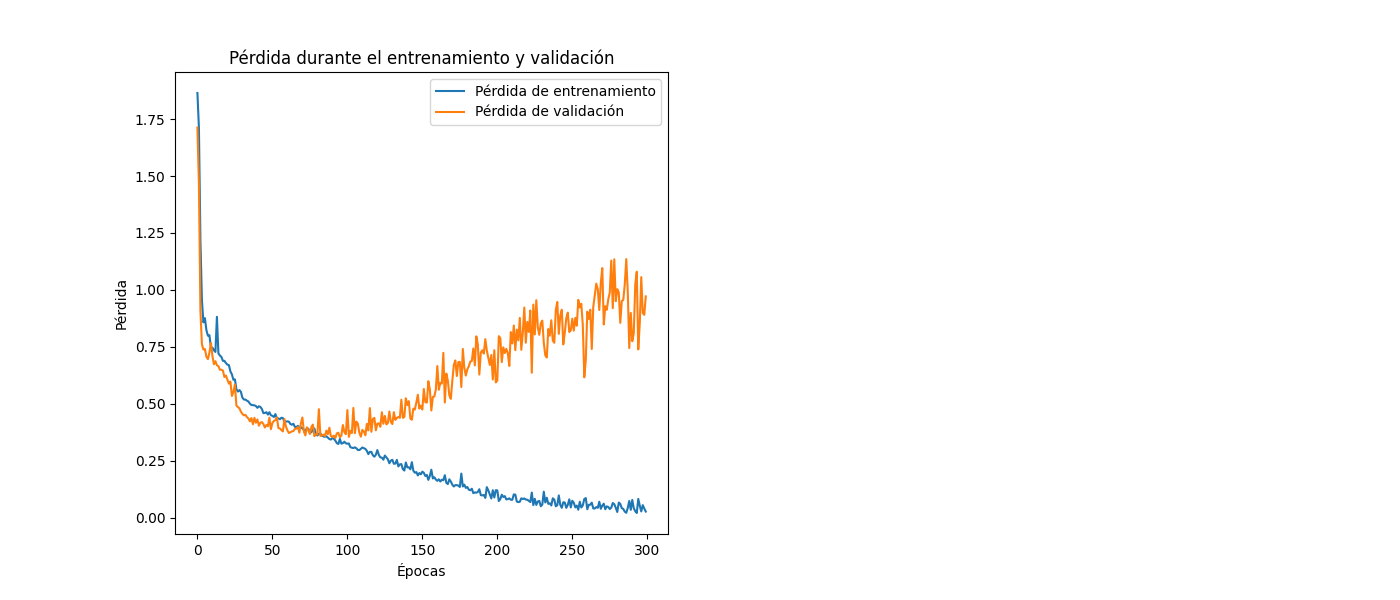 Pérdida durante el entrenamiento y validación
Pérdida de entrenamiento
Pérdida de validación
1.75
1.50
1.25
1.00
0.75
0.50
0.25
0.00
Pérdida
0 50 100 150 200 250 300
Épocas